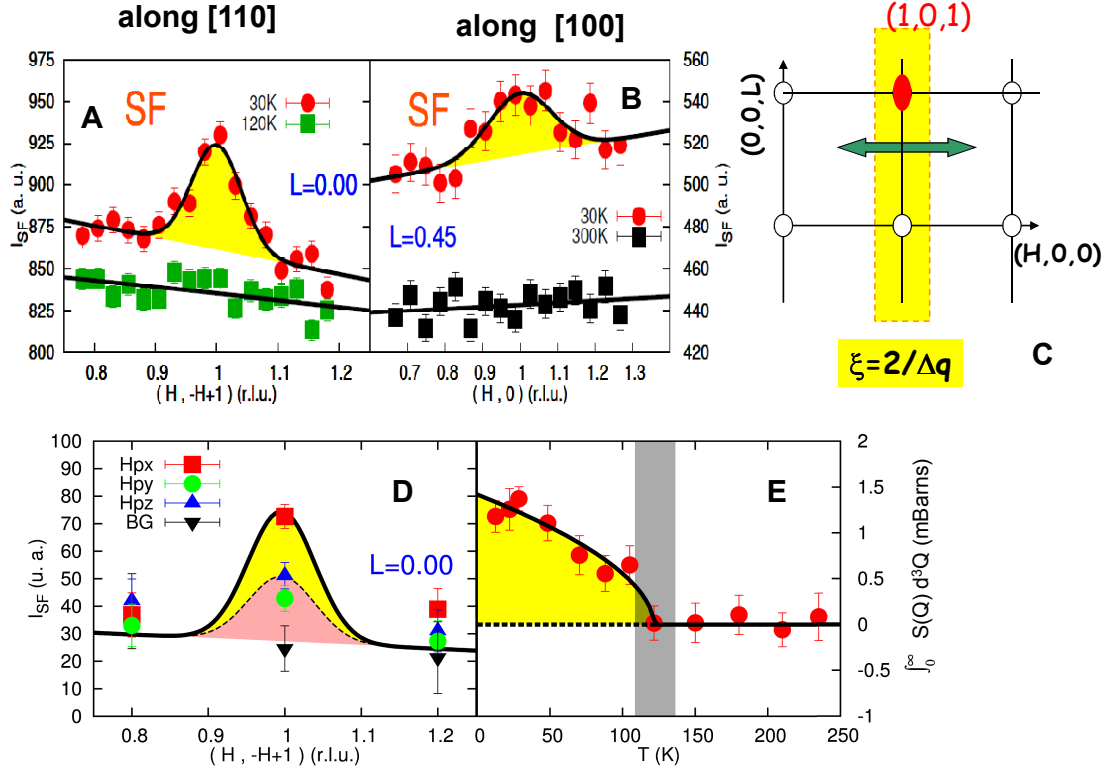 along [110]
along [100]
(1,0,1)
975
950
925
900
875
850
825
800
I_SF (a. u.)
A
SF
30K
120K
L=0.00
0.8
0.9
1
1.1
1.2
( H , -H+1 ) (r.l.u.)
SF
B
L=0.45
30K
300K
0.7
0.8
0.9
1
1.1
1.2
1.3
( H , 0 ) (r.l.u.)
560
540
520
500
480
460
440
420
I_SF (a. u.)
(0,0,L)
(H,0,0)
ξ=2/Δq
C
100
90
80
70
60
50
40
30
20
10
0
I_SF (u. a.)
Hpx
Hpy
Hpz
BG
D
L=0.00
0.8
0.9
1
1.1
1.2
( H , -H+1 ) (r.l.u.)
E
0
50
100
150
200
250
T (K)
2
1.5
1
0.5
0
-0.5
-1
∫₀^∞ S(Q) d³Q (mBarns)